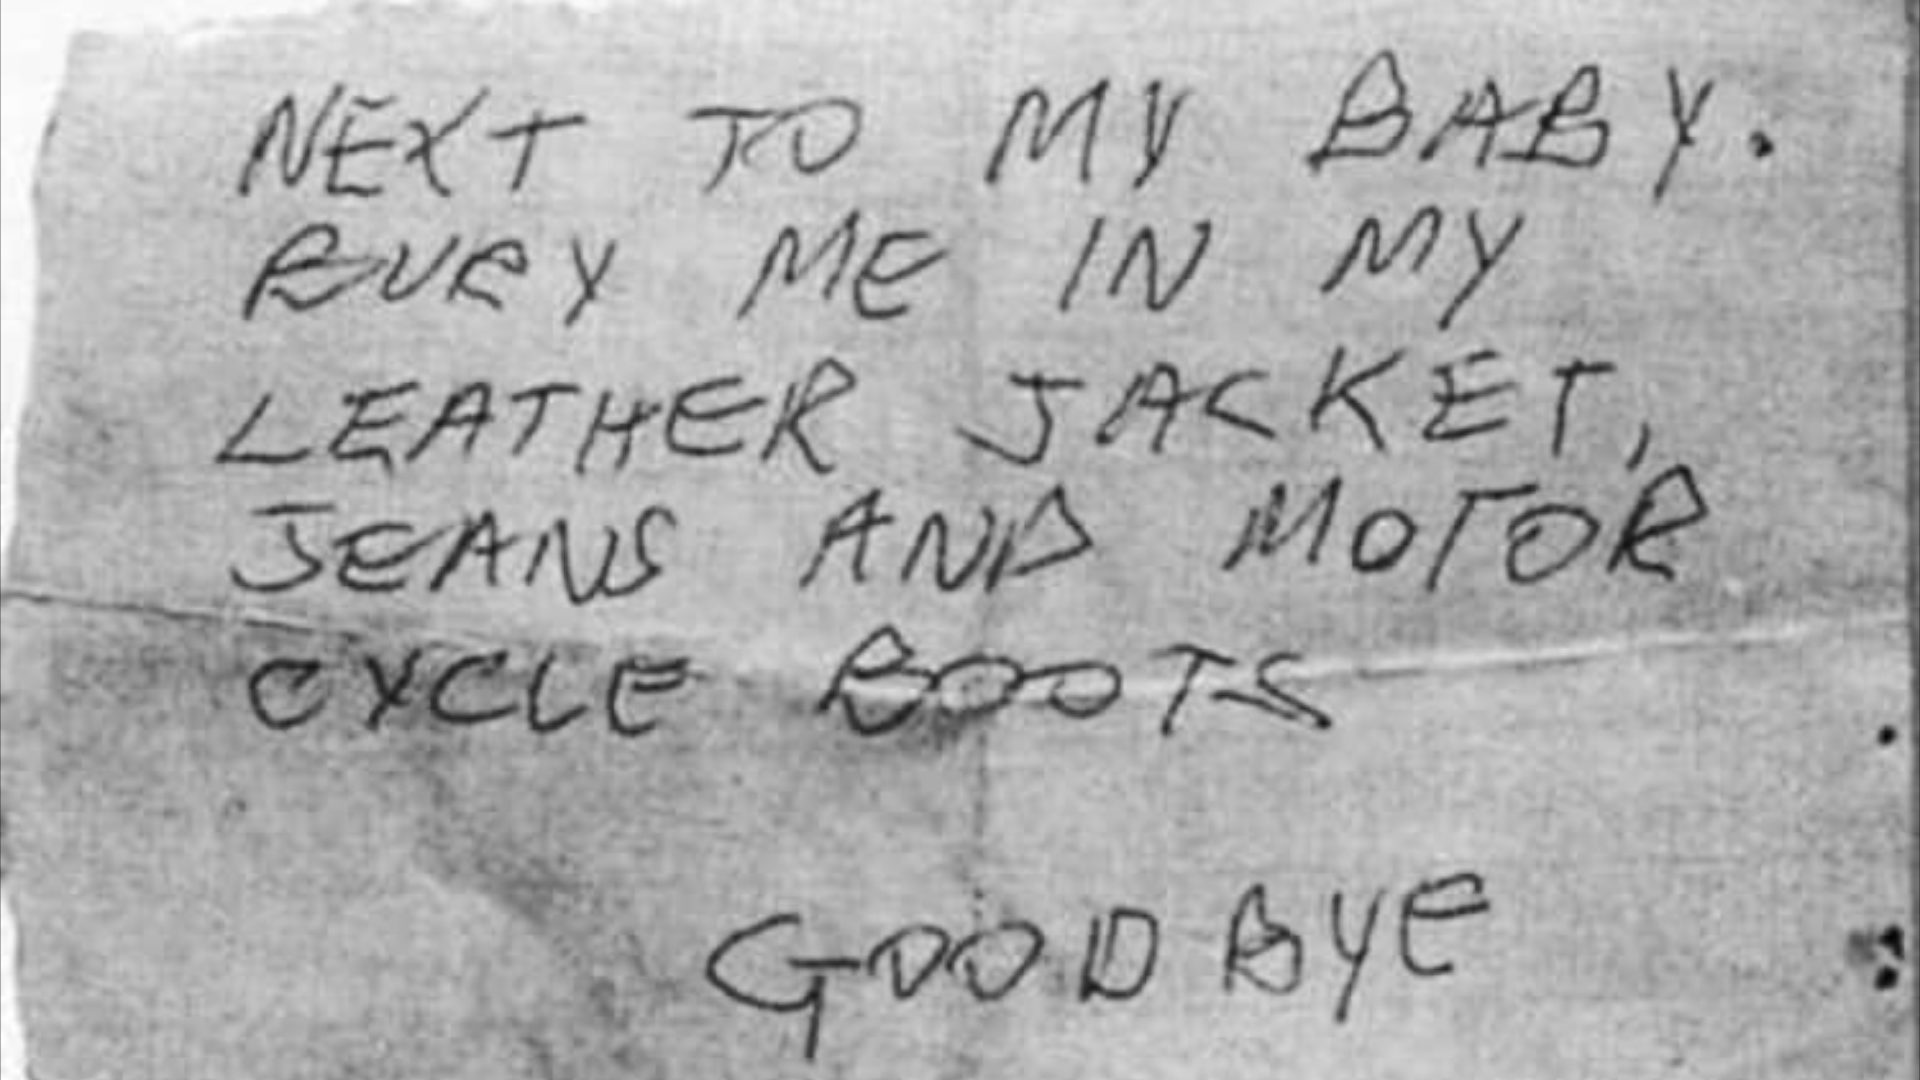 NEXT TO MY BABY.
BURY ME IN MY
LEATHER JACKET,
JEANS AND MOTOR
CYCLE BOOTS
GOODBYE